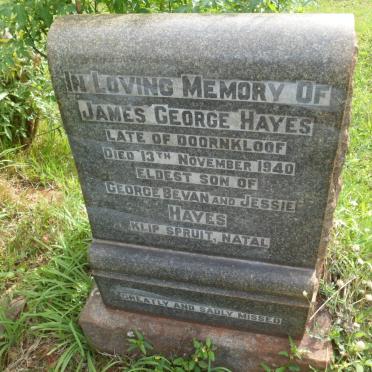 IN LOVING MEMORY OF
JAMES GEORGE HAYES
LATE OF DOORNKLOOF
DIED 13TH NOVEMBER 1940
ELDEST SON OF
GEORGE BEVAN AND JESSIE
HAYES
KLIP SPRUIT, NATAL
GREATLY AND SADLY MISSED